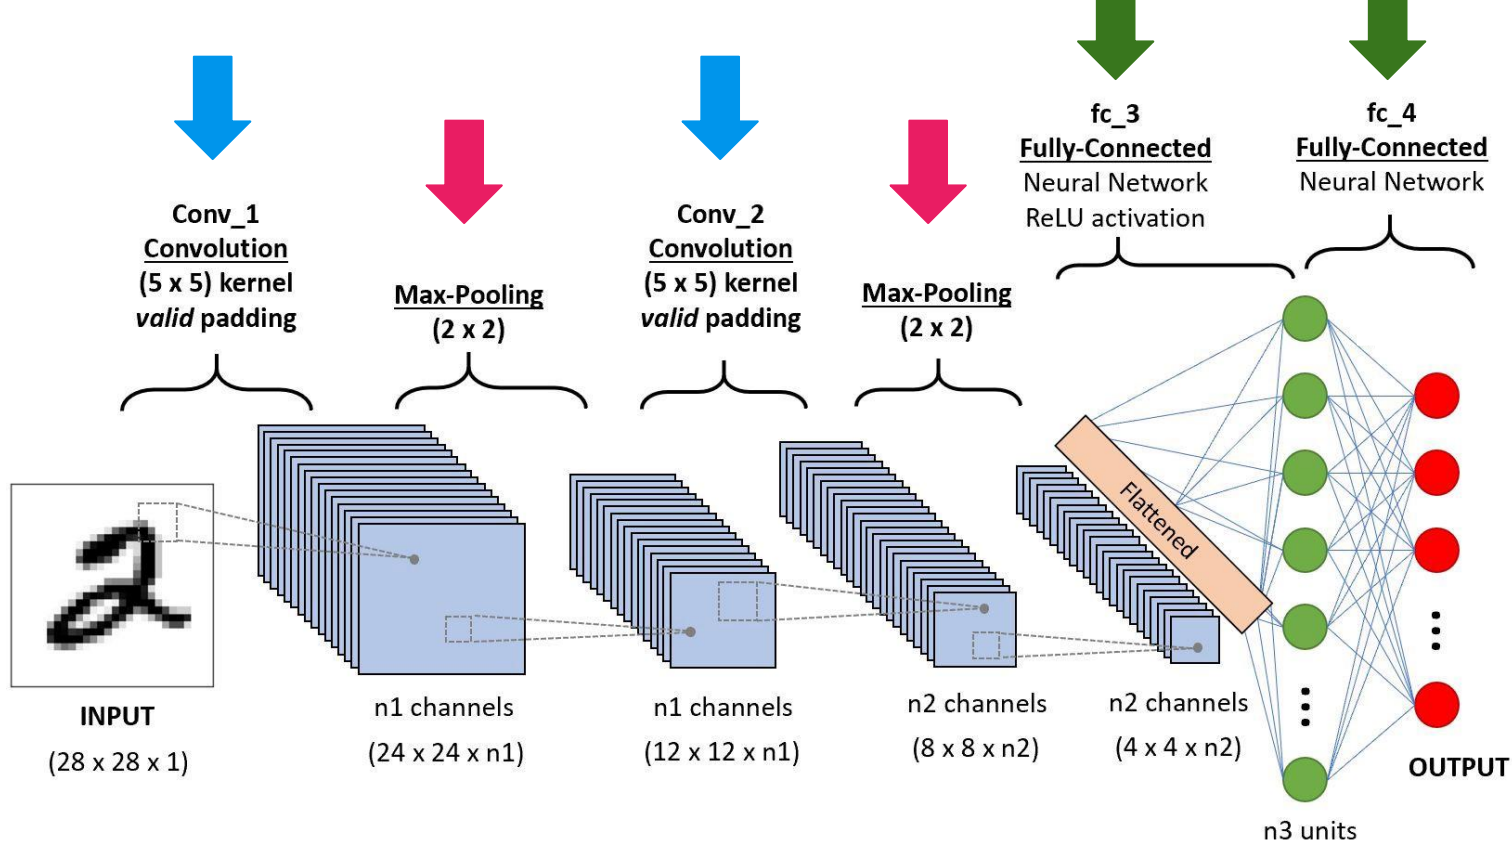 fc_3
Fully-Connected
Neural Network
ReLU activation
fc_4
Fully-Connected
Neural Network
Conv_1
Convolution
(5 x 5) kernel
valid padding
Max-Pooling
(2 x 2)
Conv_2
Convolution
(5 x 5) kernel
valid padding
Max-Pooling
(2 x 2)
Flattened
INPUT
(28 x 28 x 1)
n1 channels
(24 x 24 x n1)
n1 channels
(12 x 12 x n1)
n2 channels
(8 x 8 x n2)
n2 channels
(4 x 4 x n2)
OUTPUT
n3 units